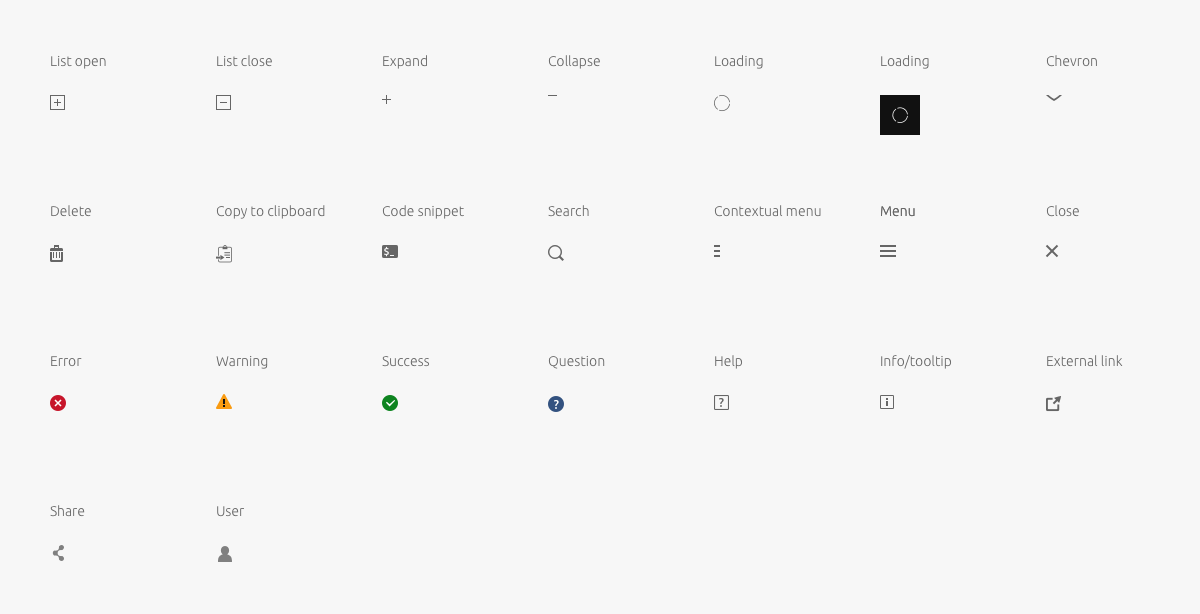 List open
List close
Expand
Collapse
Loading
Loading
Chevron
Delete
Copy to clipboard
Code snippet
Search
Contextual menu
Menu
Close
$_
Error
Warning
Success
Question
Help
Info/tooltip
External link
!
?
?
i
Share
User